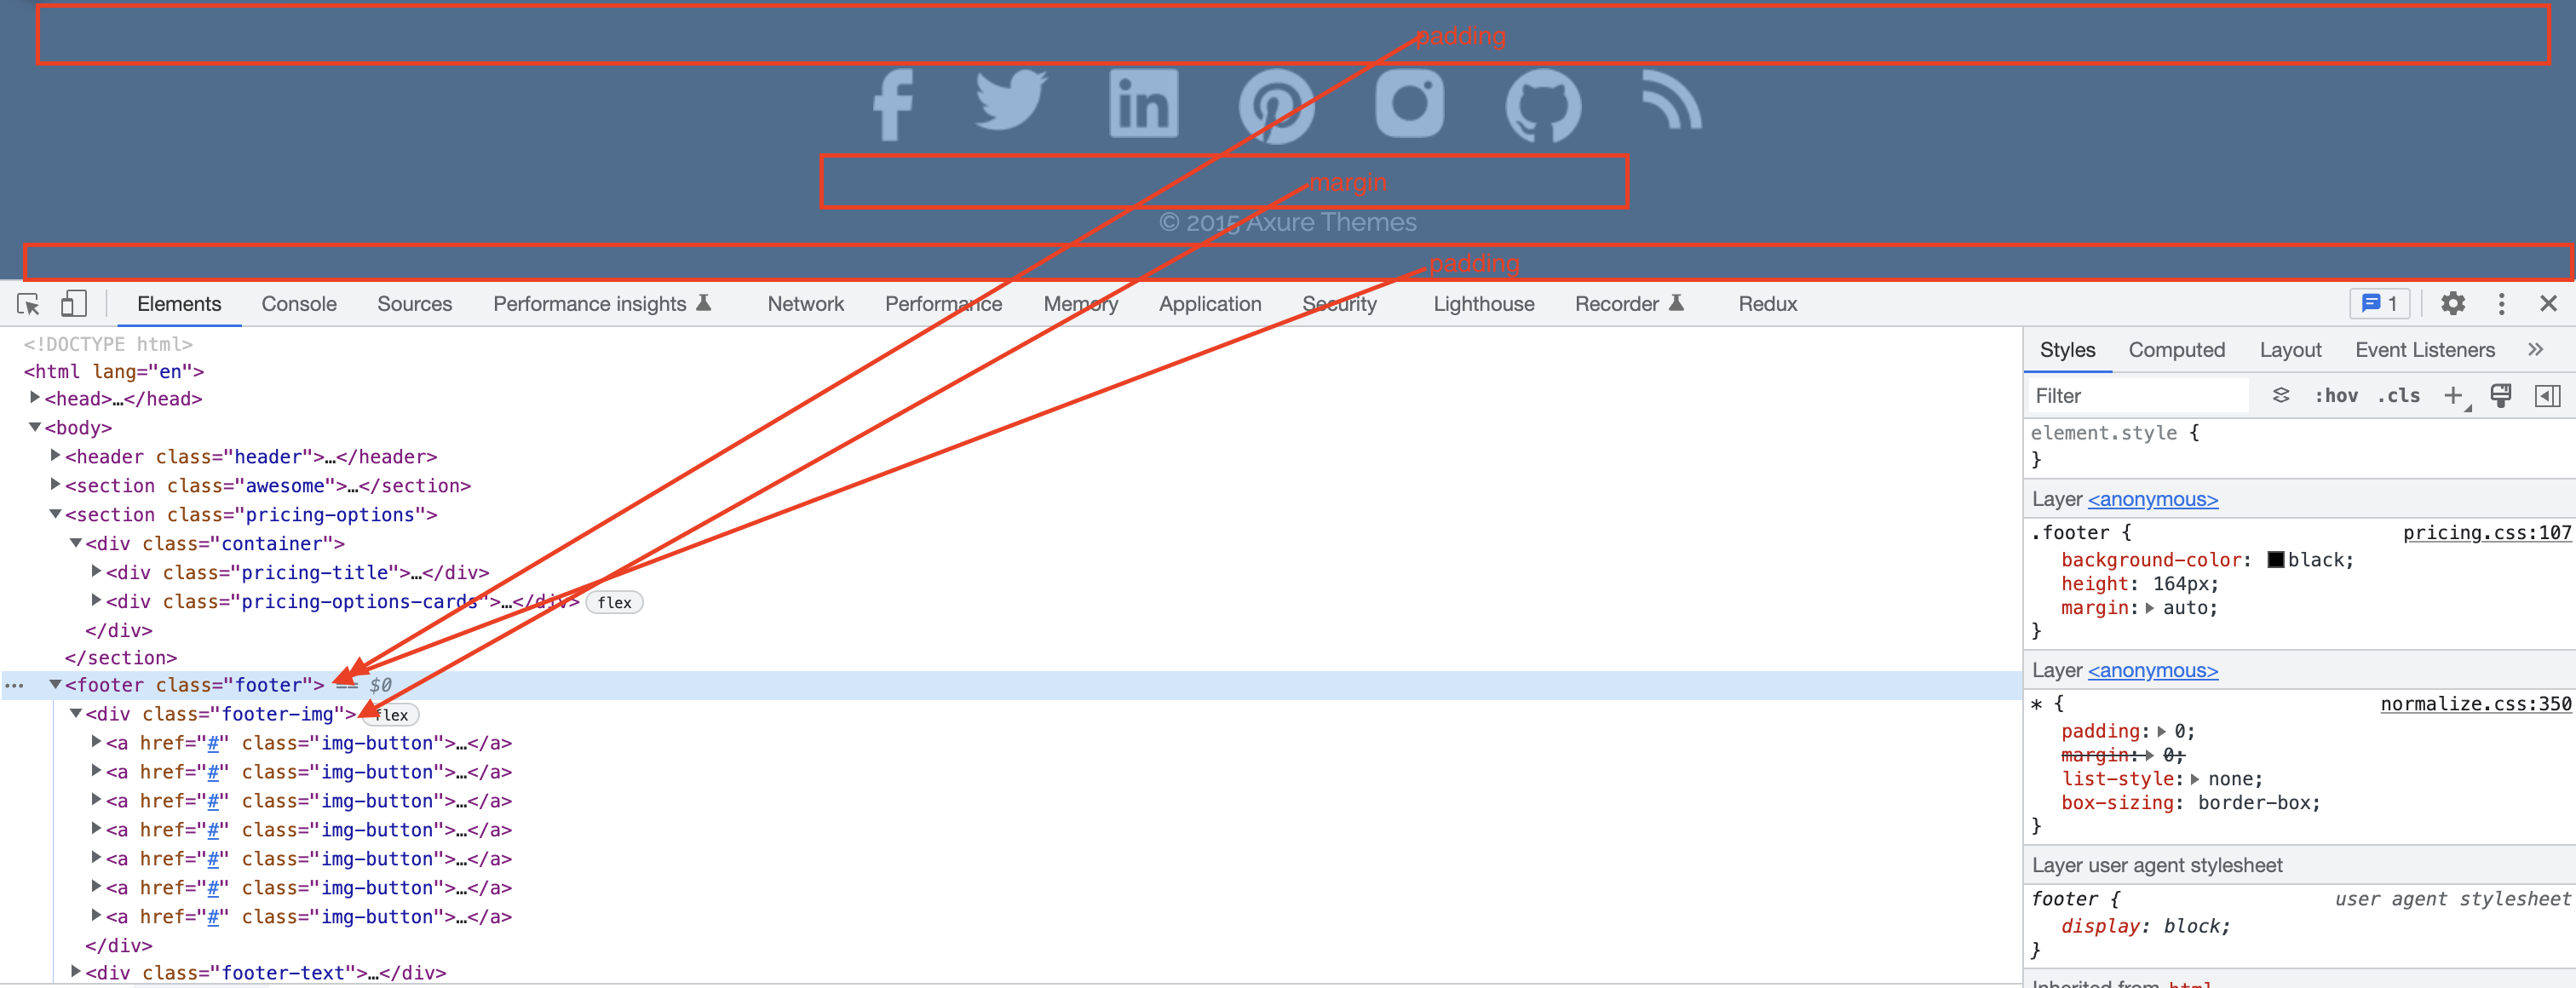 padding
in
margin
© 2015 Axure Themes
padding
Elements Console Sources Performance insights Network Performance Memory Application Security Lighthouse Recorder Redux 1
<!DOCTYPE html>
<html lang="en">
<head>…</head>
<body>
<header class="header">…</header>
<section class="awesome">…</section>
<section class="pricing-options">
<div class="container">
<div class="pricing-title">…</div>
<div class="pricing-options-cards">…</div> flex
</div>
</section>
<footer class="footer"> == $0
<div class="footer-img"> flex
<a href="#" class="img-button">…</a>
<a href="#" class="img-button">…</a>
<a href="#" class="img-button">…</a>
<a href="#" class="img-button">…</a>
<a href="#" class="img-button">…</a>
<a href="#" class="img-button">…</a>
<a href="#" class="img-button">…</a>
</div>
<div class="footer-text">…</div>
Styles Computed Layout Event Listeners »
Filter :hov .cls +
element.style {
}
Layer <anonymous>
.footer { pricing.css:107
background-color: black;
height: 164px;
margin: auto;
}
Layer <anonymous>
* { normalize.css:350
padding: 0;
margin: 0;
list-style: none;
box-sizing: border-box;
}
Layer user agent stylesheet
footer { user agent stylesheet
display: block;
}
Inherited from html